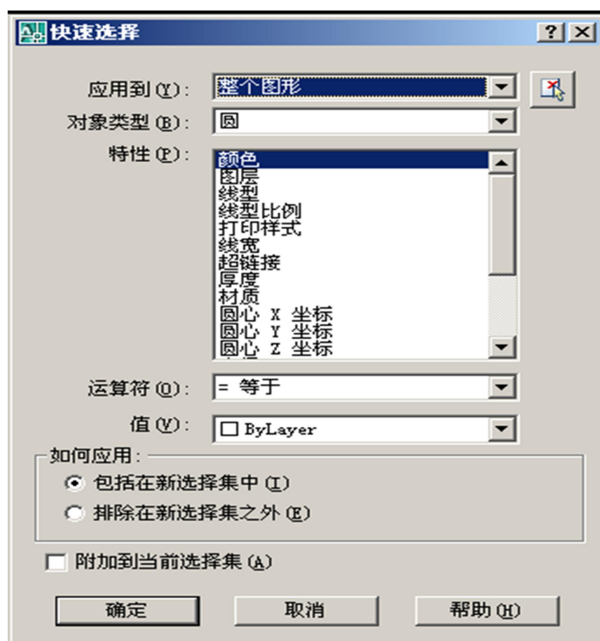 快速选择
应用到(Y): 整个图形
对象类型(B): 圆
特性(P): 颜色
图层
线型
线型比例
打印样式
线宽
超链接
厚度
材质
圆心 X 坐标
圆心 Y 坐标
圆心 Z 坐标
运算符(O): = 等于
值(V): ByLayer
如何应用:
包括在新选择集中(I)
排除在新选择集之外(E)
附加到当前选择集(A)
确定 取消 帮助(H)